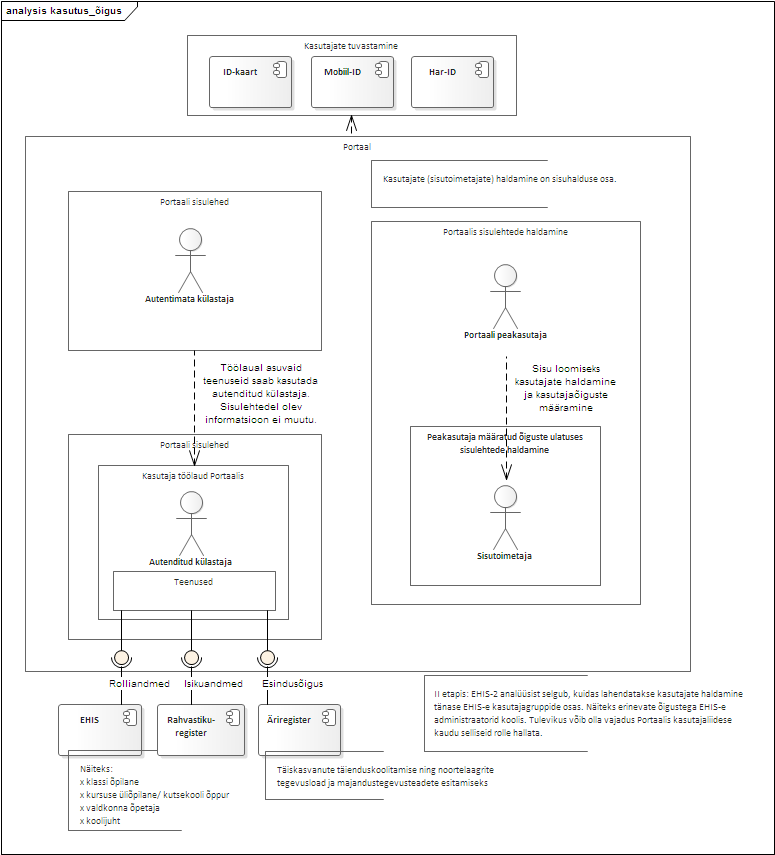 analysis kasutus_õigus
Kasutajate tuvastamine
ID-kaart
Mobiil-ID
Har-ID
Portaal
Kasutajate (sisutoimetajate) haldamine on sisuhalduse osa.
Portaali sisulehed
Autentimata külastaja
Portaalis sisulehtede haldamine
Portaali peakasutaja
Töölaual asuvaid
teenuseid saab kasutada
autenditud külastaja.
Sisulehtedel olev
informatsioon ei muutu.
Sisu loomiseks
kasutajate haldamine
ja kasutajaõiguste
määramine
Portaali sisulehed
Kasutaja töölaud Portaalis
Autenditud külastaja
Teenused
Peakasutaja määratud õiguste ulatuses
sisulehtede haldamine
Sisutoimetaja
Rolliandmed
Isikuandmed
Esindusõigus
EHIS
Rahvastiku-
register
Äriregister
Näiteks:
x klassi õpilane
x kursuse üliõpilane/ kutsekooli õppur
x valdkonna õpetaja
x koolijuht
Täiskasvanute täienduskoolitamise ning noortelaagrite
tegevusload ja majandustegevusteadete esitamiseks
II etapis: EHIS-2 analüüsist selgub, kuidas lahendatakse kasutajate haldamine
tänase EHIS-e kasutajagruppide osas. Näiteks erinevate õigustega EHIS-e
administraatorid koolis. Tulevikus võib olla vajadus Portaalis kasutajaliidese
kaudu selliseid rolle hallata.